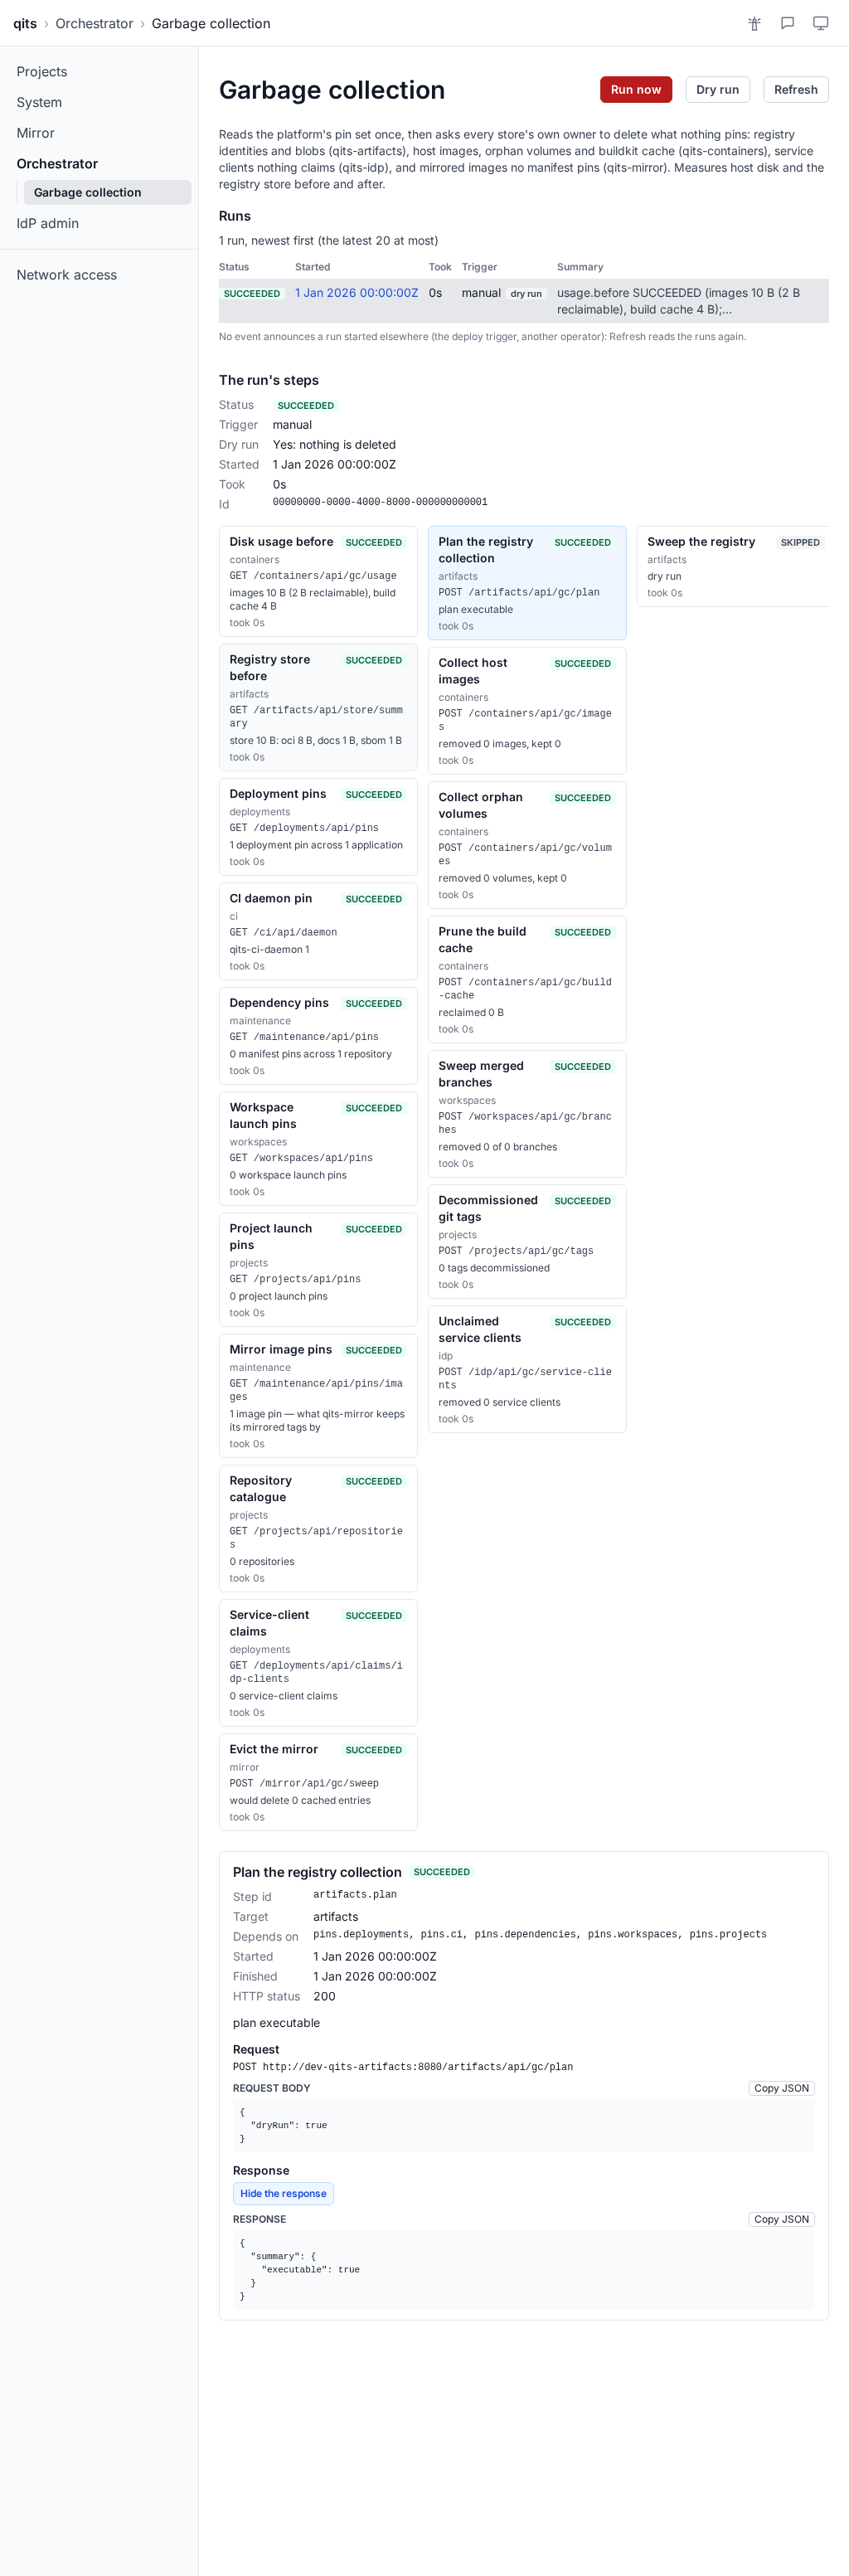 qits › Orchestrator › Garbage collection
Projects
System
Mirror
Orchestrator
Garbage collection
IdP admin
Network access
Garbage collection
Run now
Dry run
Refresh
Reads the platform's pin set once, then asks every store's own owner to delete what nothing pins: registry
identities and blobs (qits-artifacts), host images, orphan volumes and buildkit cache (qits-containers), service
clients nothing claims (qits-idp), and mirrored images no manifest pins (qits-mirror). Measures host disk and the
registry store before and after.
Runs
1 run, newest first (the latest 20 at most)
Status Started Took Trigger Summary
SUCCEEDED 1 Jan 2026 00:00:00Z 0s manual dry run usage.before SUCCEEDED (images 10 B (2 B
reclaimable), build cache 4 B);...
No event announces a run started elsewhere (the deploy trigger, another operator): Refresh reads the runs again.
The run's steps
Status SUCCEEDED
Trigger manual
Dry run Yes: nothing is deleted
Started 1 Jan 2026 00:00:00Z
Took 0s
Id 00000000-0000-4000-8000-000000000001
Disk usage before SUCCEEDED
containers
GET /containers/api/gc/usage
images 10 B (2 B reclaimable), build
cache 4 B
took 0s
Registry store
before
SUCCEEDED
artifacts
GET /artifacts/api/store/summ
ary
store 10 B: oci 8 B, docs 1 B, sbom 1 B
took 0s
Deployment pins SUCCEEDED
deployments
GET /deployments/api/pins
1 deployment pin across 1 application
took 0s
CI daemon pin SUCCEEDED
ci
GET /ci/api/daemon
qits-ci-daemon 1
took 0s
Dependency pins SUCCEEDED
maintenance
GET /maintenance/api/pins
0 manifest pins across 1 repository
took 0s
Workspace
launch pins
SUCCEEDED
workspaces
GET /workspaces/api/pins
0 workspace launch pins
took 0s
Project launch
pins
SUCCEEDED
projects
GET /projects/api/pins
0 project launch pins
took 0s
Mirror image pins SUCCEEDED
maintenance
GET /maintenance/api/pins/ima
ges
1 image pin — what qits-mirror keeps
its mirrored tags by
took 0s
Repository
catalogue
SUCCEEDED
projects
GET /projects/api/repositorie
s
0 repositories
took 0s
Service-client
claims
SUCCEEDED
deployments
GET /deployments/api/claims/i
dp-clients
0 service-client claims
took 0s
Evict the mirror SUCCEEDED
mirror
POST /mirror/api/gc/sweep
would delete 0 cached entries
took 0s
Plan the registry
collection
SUCCEEDED
artifacts
POST /artifacts/api/gc/plan
plan executable
took 0s
Collect host
images
SUCCEEDED
containers
POST /containers/api/gc/image
s
removed 0 images, kept 0
took 0s
Collect orphan
volumes
SUCCEEDED
containers
POST /containers/api/gc/volum
es
removed 0 volumes, kept 0
took 0s
Prune the build
cache
SUCCEEDED
containers
POST /containers/api/gc/build
-cache
reclaimed 0 B
took 0s
Sweep merged
branches
SUCCEEDED
workspaces
POST /workspaces/api/gc/branc
hes
removed 0 of 0 branches
took 0s
Decommissioned
git tags
SUCCEEDED
projects
POST /projects/api/gc/tags
0 tags decommissioned
took 0s
Unclaimed
service clients
SUCCEEDED
idp
POST /idp/api/gc/service-clie
nts
removed 0 service clients
took 0s
Sweep the registry SKIPPED
artifacts
dry run
took 0s
Plan the registry collection SUCCEEDED
Step id artifacts.plan
Target artifacts
Depends on pins.deployments, pins.ci, pins.dependencies, pins.workspaces, pins.projects
Started 1 Jan 2026 00:00:00Z
Finished 1 Jan 2026 00:00:00Z
HTTP status 200
plan executable
Request
POST http://dev-qits-artifacts:8080/artifacts/api/gc/plan
REQUEST BODY Copy JSON
{
"dryRun": true
}
Response
Hide the response
RESPONSE Copy JSON
{
"summary": {
"executable": true
}
}